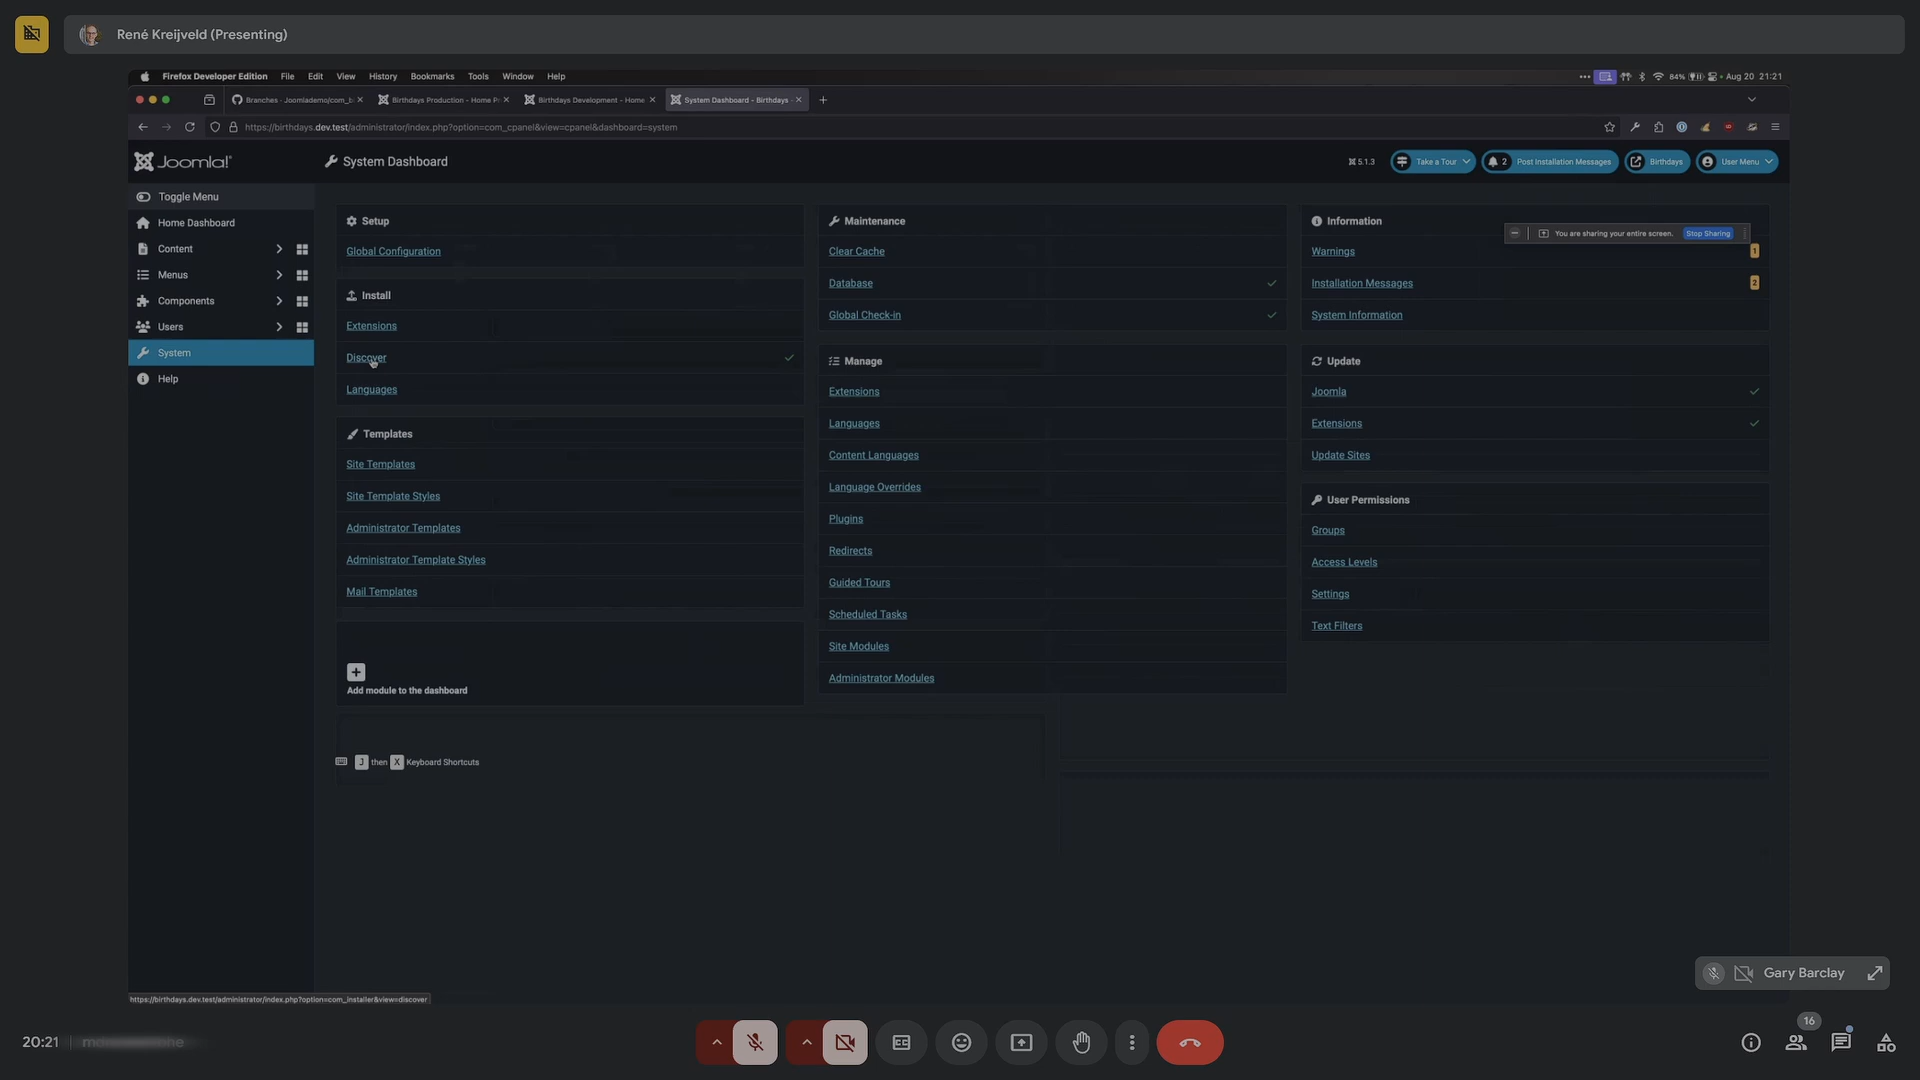 René Kreijveld (Presenting)
Firefox Developer Edition File Edit View History Bookmarks Tools Window Help
84% Aug 20 21:21
Branches · Joomlademo/com_b
Birthdays Production - Home P
Birthdays Development - Home
System Dashboard - Birthdays
https://birthdays.dev.test/administrator/index.php?option=com_cpanel&view=cpanel&dashboard=system
Joomla!
System Dashboard
5.1.3
Take a Tour
2 Post Installation Messages
Birthdays
User Menu
Toggle Menu
Home Dashboard
Content
Menus
Components
Users
System
Help
Setup
Global Configuration
Install
Extensions
Discover
Languages
Templates
Site Templates
Site Template Styles
Administrator Templates
Administrator Template Styles
Mail Templates
Add module to the dashboard
J then X Keyboard Shortcuts
Maintenance
Clear Cache
Database
Global Check-in
Manage
Extensions
Languages
Content Languages
Language Overrides
Plugins
Redirects
Guided Tours
Scheduled Tasks
Site Modules
Administrator Modules
Information
You are sharing your entire screen. Stop Sharing
Warnings 1
Installation Messages 2
System Information
Update
Joomla
Extensions
Update Sites
User Permissions
Groups
Access Levels
Settings
Text Filters
Gary Barclay
https://birthdays.dev.test/administrator/index.php?option=com_installer&view=discover
20:21
16